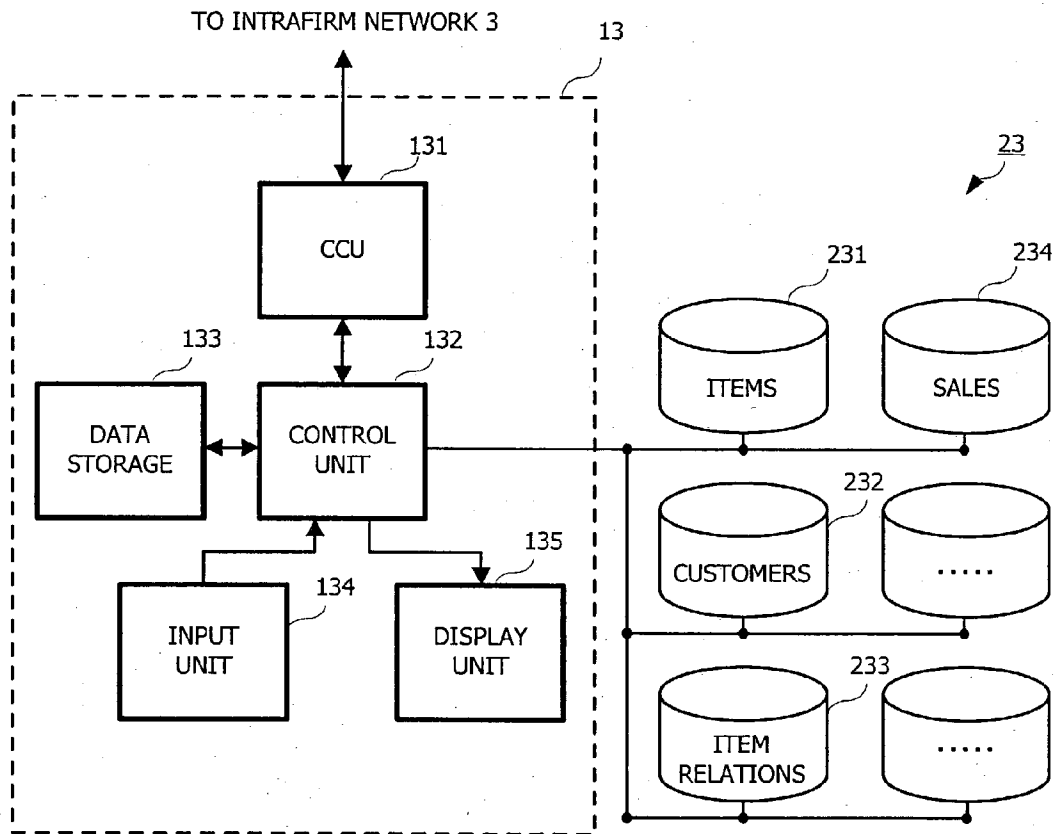 TO INTRAFIRM NETWORK 3
13
131
23
CCU
231
234
133
132
ITEMS
SALES
DATA
STORAGE
CONTROL
UNIT
232
CUSTOMERS
.....
134
135
INPUT
UNIT
DISPLAY
UNIT
233
ITEM
RELATIONS
.....